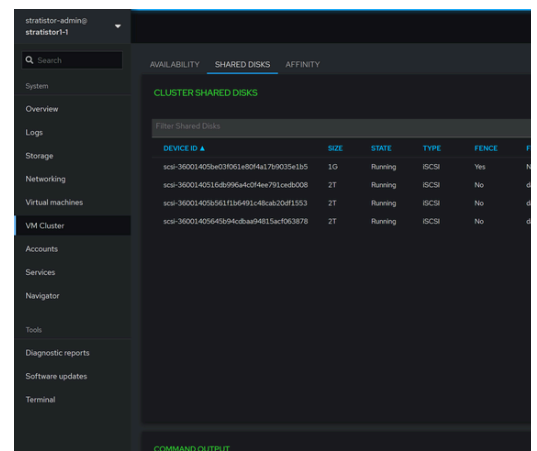 stratistor-admin@
stratistor1-1
Search
System
Overview
Logs
Storage
Networking
Virtual machines
VM Cluster
Accounts
Services
Navigator
Tools
Diagnostic reports
Software updates
Terminal
AVAILABILITY SHARED DISKS AFFINITY
CLUSTER SHARED DISKS
Filter Shared Disks
DEVICE ID ▲ SIZE STATE TYPE FENCE F
scsi-36001405be03f061e80f4a17b9035e1b5 1G Running iSCSI Yes N
scsi-360014051​6db996a4c0f4ee791cedb008 2T Running iSCSI No d
scsi-36001405b561f1b6491c48cab20df1553 2T Running iSCSI No d
scsi-36001405645b94cdbaa94815acf063878 2T Running iSCSI No d
COMMAND OUTPUT